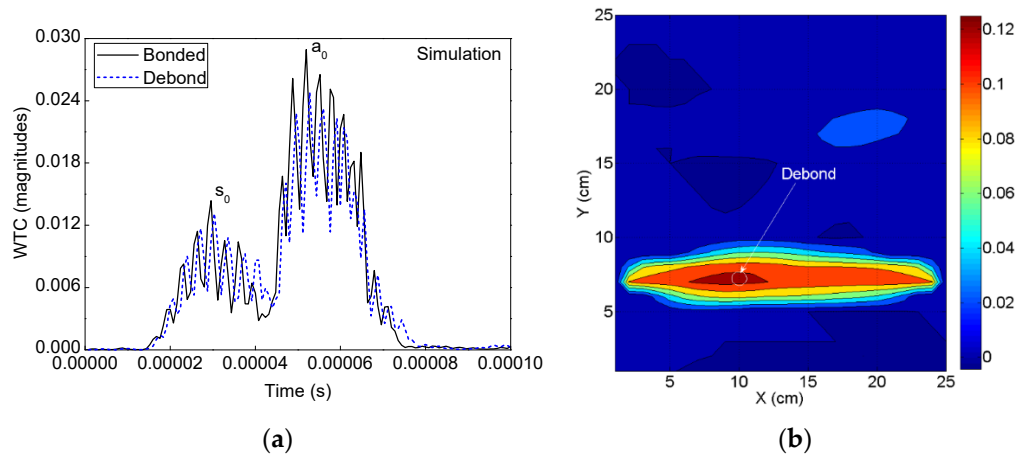 0.030
0.024
0.018
0.012
0.006
0.000
WTC (magnitudes)
Bonded
Debond
Simulation
a0
s0
0.00000 0.00002 0.00004 0.00006 0.00008 0.00010
Time (s)
(a)
25
20
15
10
5
Y (cm)
Debond
5 10 15 20 25
X (cm)
0.12
0.1
0.08
0.06
0.04
0.02
0
(b)